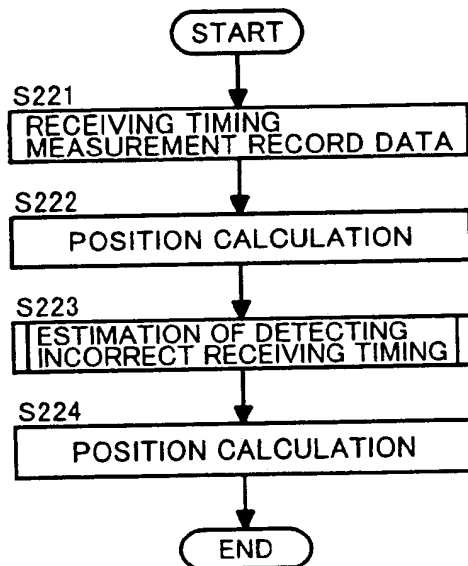 START
S221
RECEIVING TIMING
MEASUREMENT RECORD DATA
S222
POSITION CALCULATION
S223
ESTIMATION OF DETECTING
INCORRECT RECEIVING TIMING
S224
POSITION CALCULATION
END